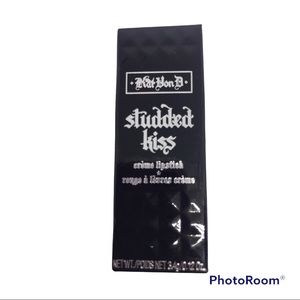 Kat Von D
studded
kiss
crème lipstick
rouge à lèvres crème
NET WT./POIDS NET 3.4g/0.12 Oz.
PhotoRoom®